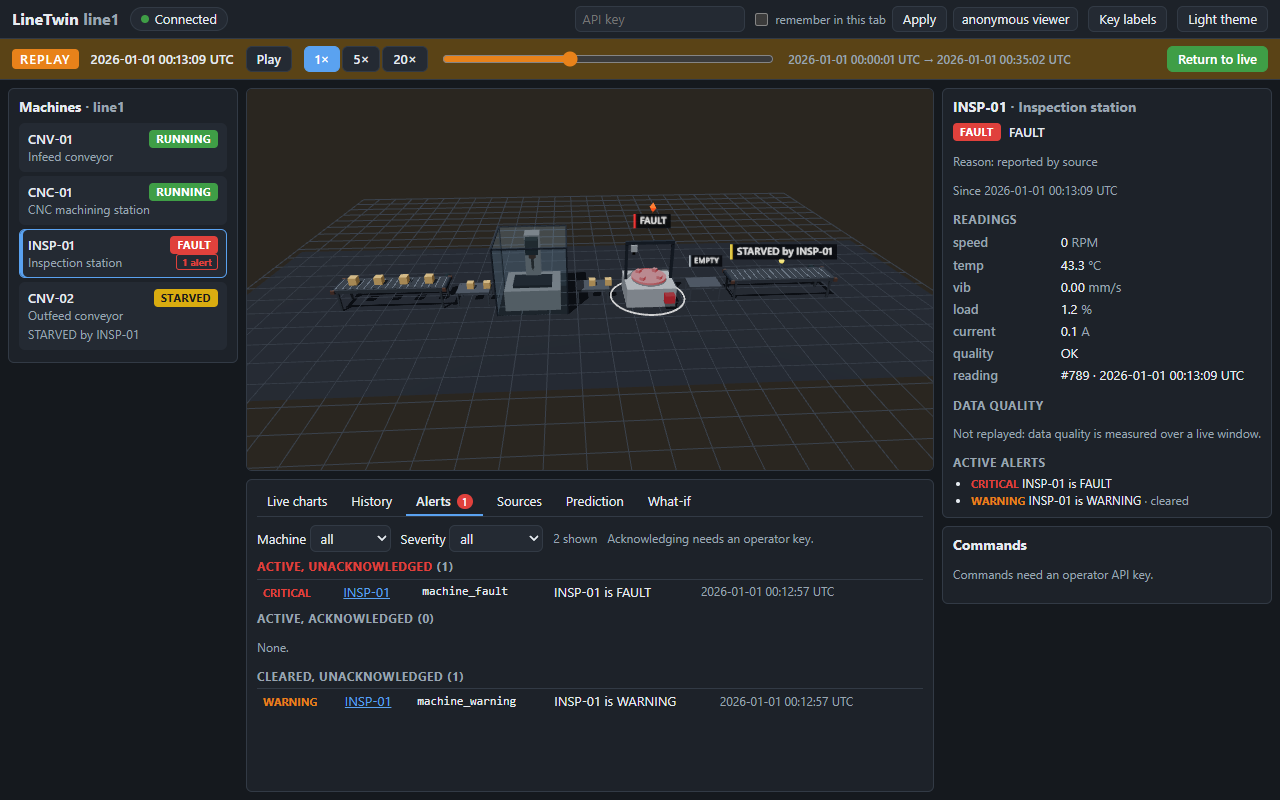 LineTwin line1 Connected API key remember in this tab Apply anonymous viewer Key labels Light theme
REPLAY 2026-01-01 00:13:09 UTC Play 1× 5× 20× 2026-01-01 00:00:01 UTC → 2026-01-01 00:35:02 UTC Return to live
Machines · line1
CNV-01 RUNNING
Infeed conveyor
CNC-01 RUNNING
CNC machining station
INSP-01 FAULT
Inspection station 1 alert
CNV-02 STARVED
Outfeed conveyor
STARVED by INSP-01
FAULT
STARVED by INSP-01
EMPTY
Live charts History Alerts 1 Sources Prediction What-if
Machine all Severity all 2 shown Acknowledging needs an operator key.
ACTIVE, UNACKNOWLEDGED (1)
CRITICAL INSP-01 machine_fault INSP-01 is FAULT 2026-01-01 00:12:57 UTC
ACTIVE, ACKNOWLEDGED (0)
None.
CLEARED, UNACKNOWLEDGED (1)
WARNING INSP-01 machine_warning INSP-01 is WARNING 2026-01-01 00:12:57 UTC
INSP-01 · Inspection station
FAULT FAULT
Reason: reported by source
Since 2026-01-01 00:13:09 UTC
READINGS
speed 0 RPM
temp 43.3 °C
vib 0.00 mm/s
load 1.2 %
current 0.1 A
quality OK
reading #789 · 2026-01-01 00:13:09 UTC
DATA QUALITY
Not replayed: data quality is measured over a live window.
ACTIVE ALERTS
• CRITICAL INSP-01 is FAULT
• WARNING INSP-01 is WARNING · cleared
Commands
Commands need an operator API key.